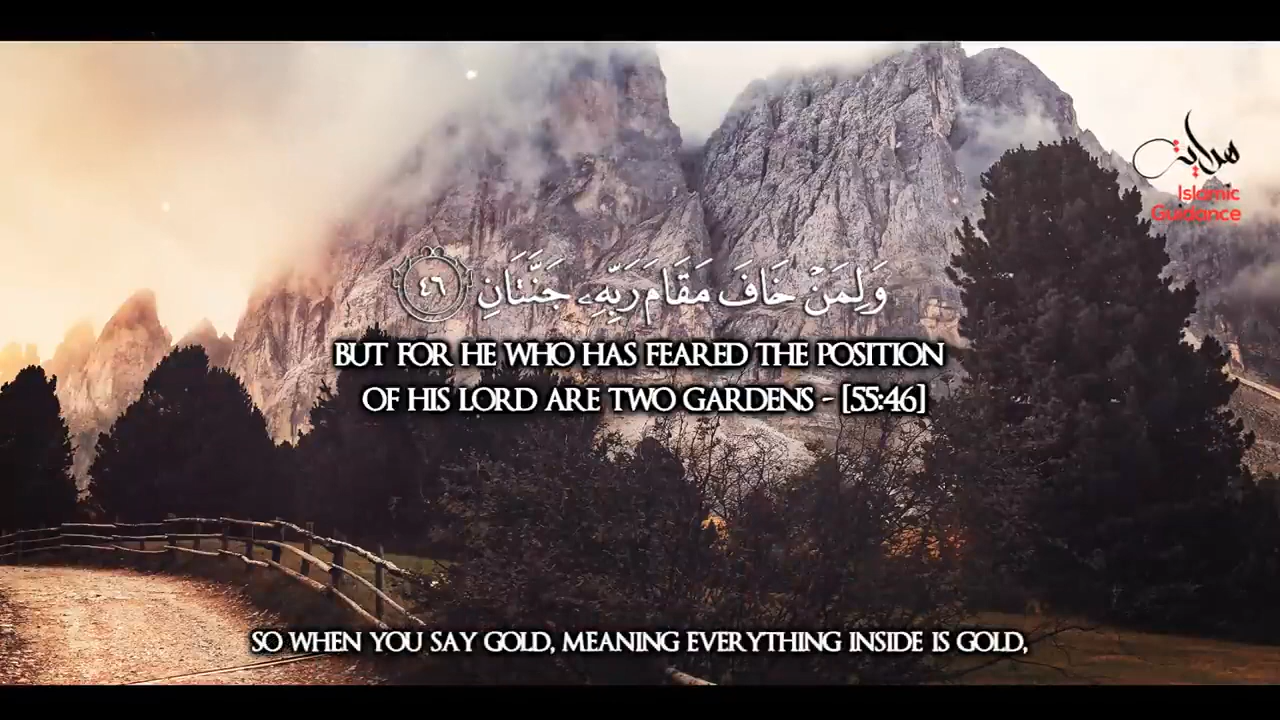 هداية
Islamic
Guidance
وَلِمَنْ خَافَ مَقَامَ رَبِّهِۦ جَنَّتَانِ ٤٦
BUT FOR HE WHO HAS FEARED THE POSITION
OF HIS LORD ARE TWO GARDENS - [55:46]
SO WHEN YOU SAY GOLD, MEANING EVERYTHING INSIDE IS GOLD,